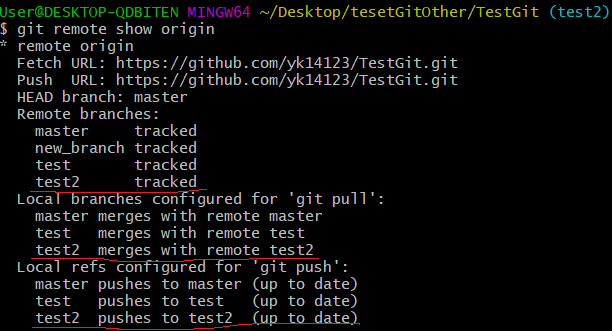 User@DESKTOP-QDBITEN MINGW64 ~/Desktop/tesetGitOther/TestGit (test2)
$ git remote show origin
* remote origin
  Fetch URL: https://github.com/yk14123/TestGit.git
  Push  URL: https://github.com/yk14123/TestGit.git
  HEAD branch: master
  Remote branches:
    master     tracked
    new_branch tracked
    test       tracked
    test2      tracked
  Local branches configured for 'git pull':
    master merges with remote master
    test   merges with remote test
    test2  merges with remote test2
  Local refs configured for 'git push':
    master pushes to master (up to date)
    test   pushes to test   (up to date)
    test2  pushes to test2  (up to date)